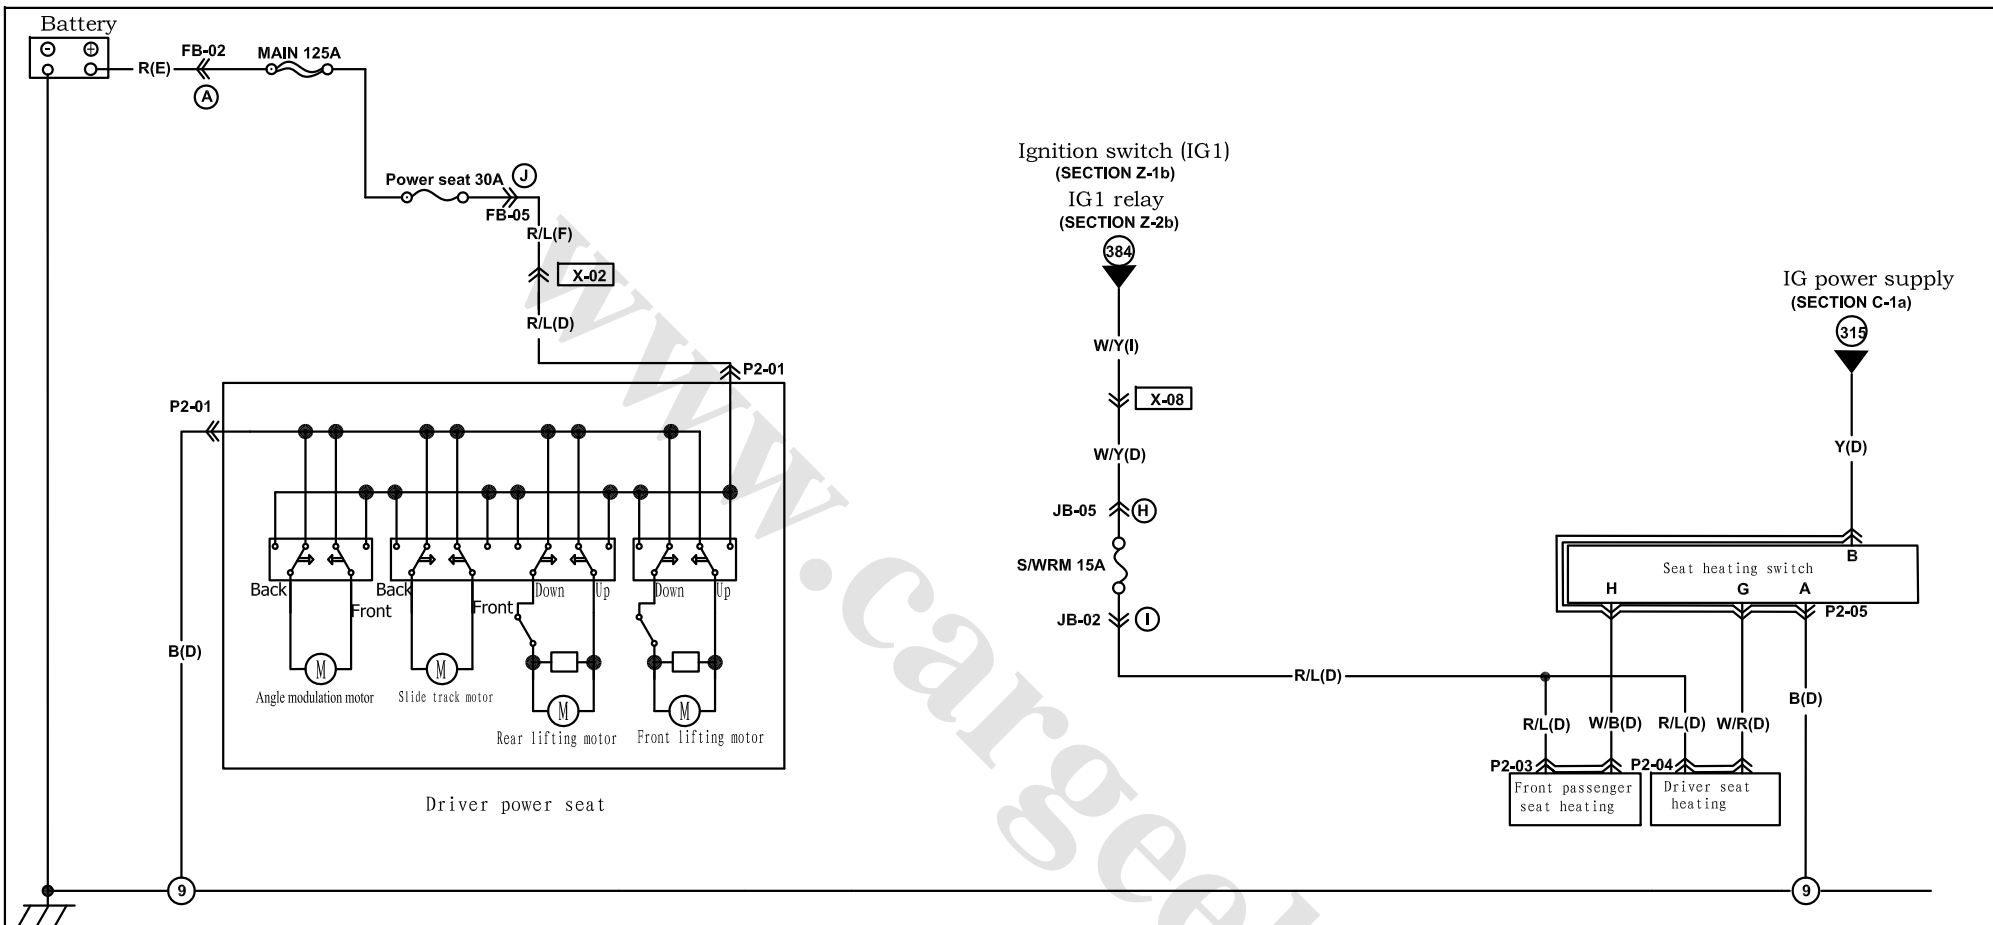 Battery
R(E)
FB-02
A
MAIN 125A
Power seat 30A
J
FB-05
R/L(F)
X-02
R/L(D)
P2-01
P2-01
B(D)
Back
Front
Back
Front
Down
Up
Down
Up
M
M
M
M
Angle modulation motor
Slide track motor
Rear lifting motor
Front lifting motor
Driver power seat
9
Ignition switch (IG1)
(SECTION Z-1b)
IG1 relay
(SECTION Z-2b)
384
W/Y(I)
X-08
W/Y(D)
JB-05
H
S/WRM 15A
JB-02
I
R/L(D)
IG power supply
(SECTION C-1a)
315
Y(D)
B
Seat heating switch
H
G
A
P2-05
B(D)
R/L(D)
W/B(D)
R/L(D)
W/R(D)
P2-03
P2-04
Front passenger
seat heating
Driver seat
heating
9